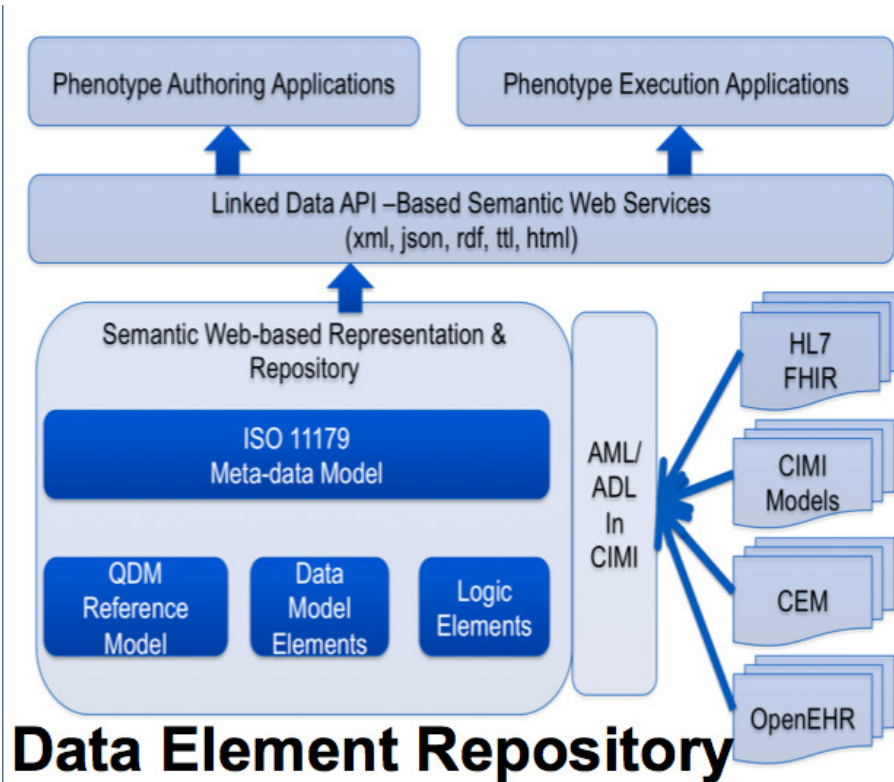 Phenotype Authoring Applications
Phenotype Execution Applications
Linked Data API –Based Semantic Web Services
(xml, json, rdf, ttl, html)
Semantic Web-based Representation &
Repository
ISO 11179
Meta-data Model
QDM
Reference
Model
Data
Model
Elements
Logic
Elements
AML/
ADL
In
CIMI
HL7
FHIR
CIMI
Models
CEM
OpenEHR
Data Element Repository